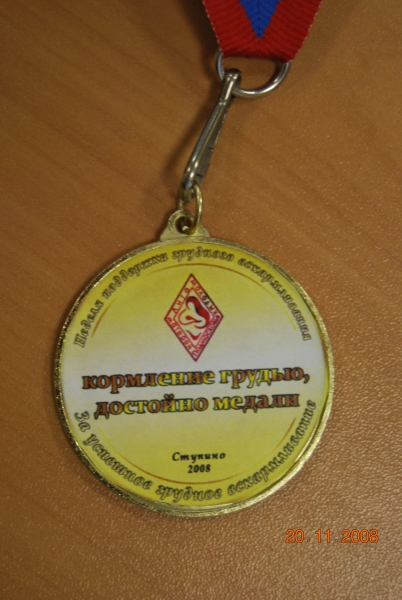 Неделя поддержки грудного вскармливания
кормление грудью,
достойно медали
Ступино
2008
За успешное грудное вскармливание
20 11 2008